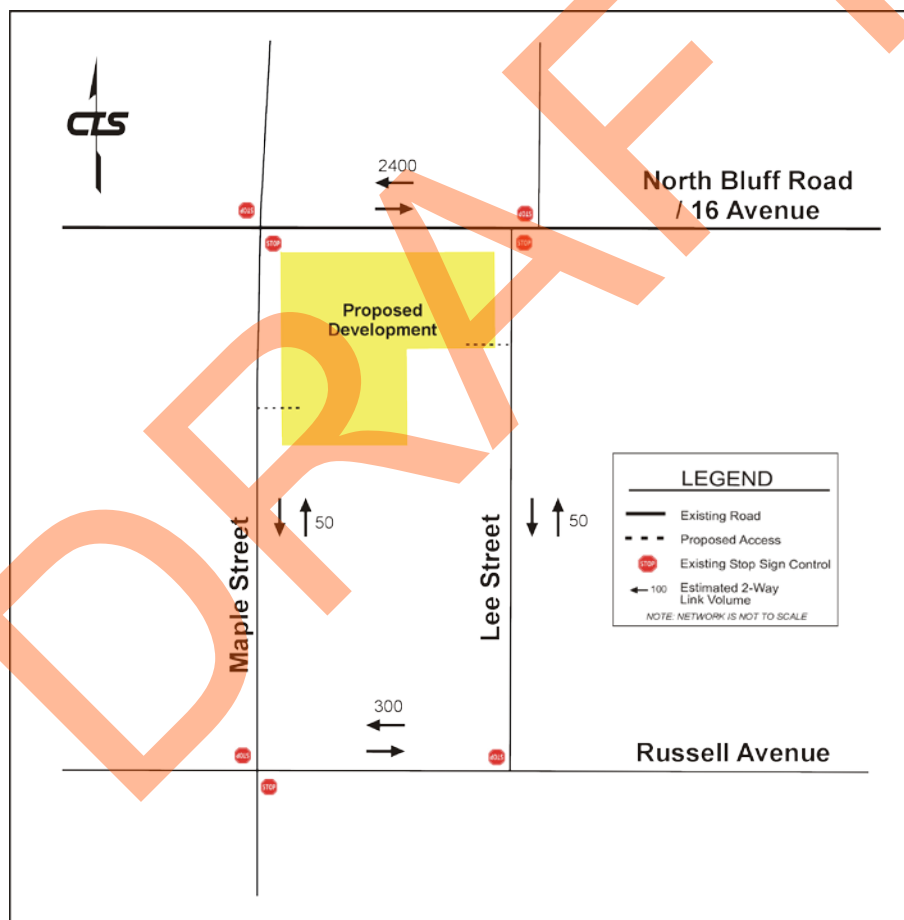 CTS
2400
North Bluff Road
/ 16 Avenue
STOP
STOP
STOP
STOP
Proposed
Development
50
50
Maple Street
Lee Street
LEGEND
Existing Road
Proposed Access
STOP Existing Stop Sign Control
100 Estimated 2-Way
Link Volume
NOTE: NETWORK IS NOT TO SCALE
300
Russell Avenue
STOP
STOP
STOP
DRAFT